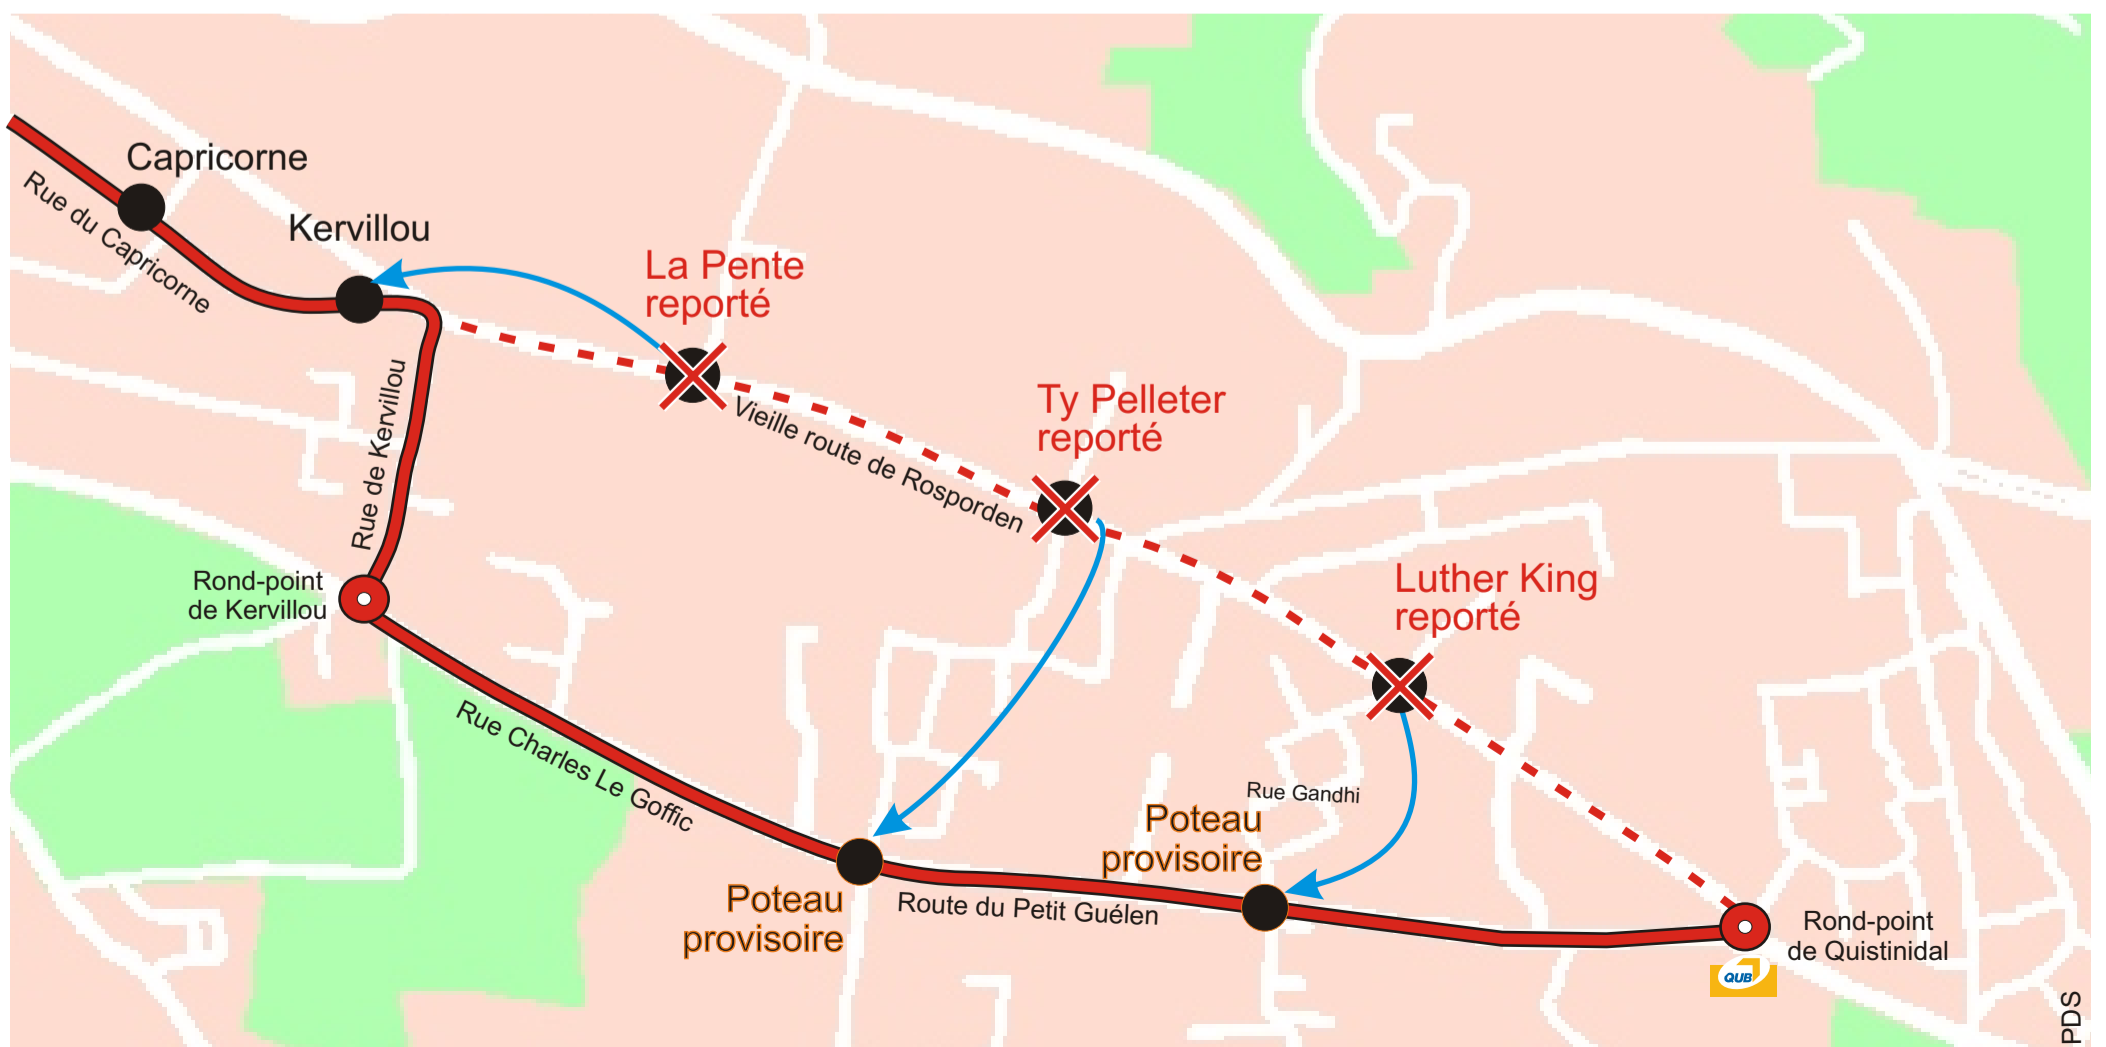 Capricorne
Rue du Capricorne
Kervillou
La Pente
reporté
Vieille route de Rosporden
Ty Pelleter
reporté
Rue de Kervillou
Rond-point
de Kervillou
Luther King
reporté
Rue Charles Le Goffic
Rue Gandhi
Poteau
provisoire
Poteau
provisoire
Route du Petit Guélen
Rond-point
de Quistinidal
QUB
PDS